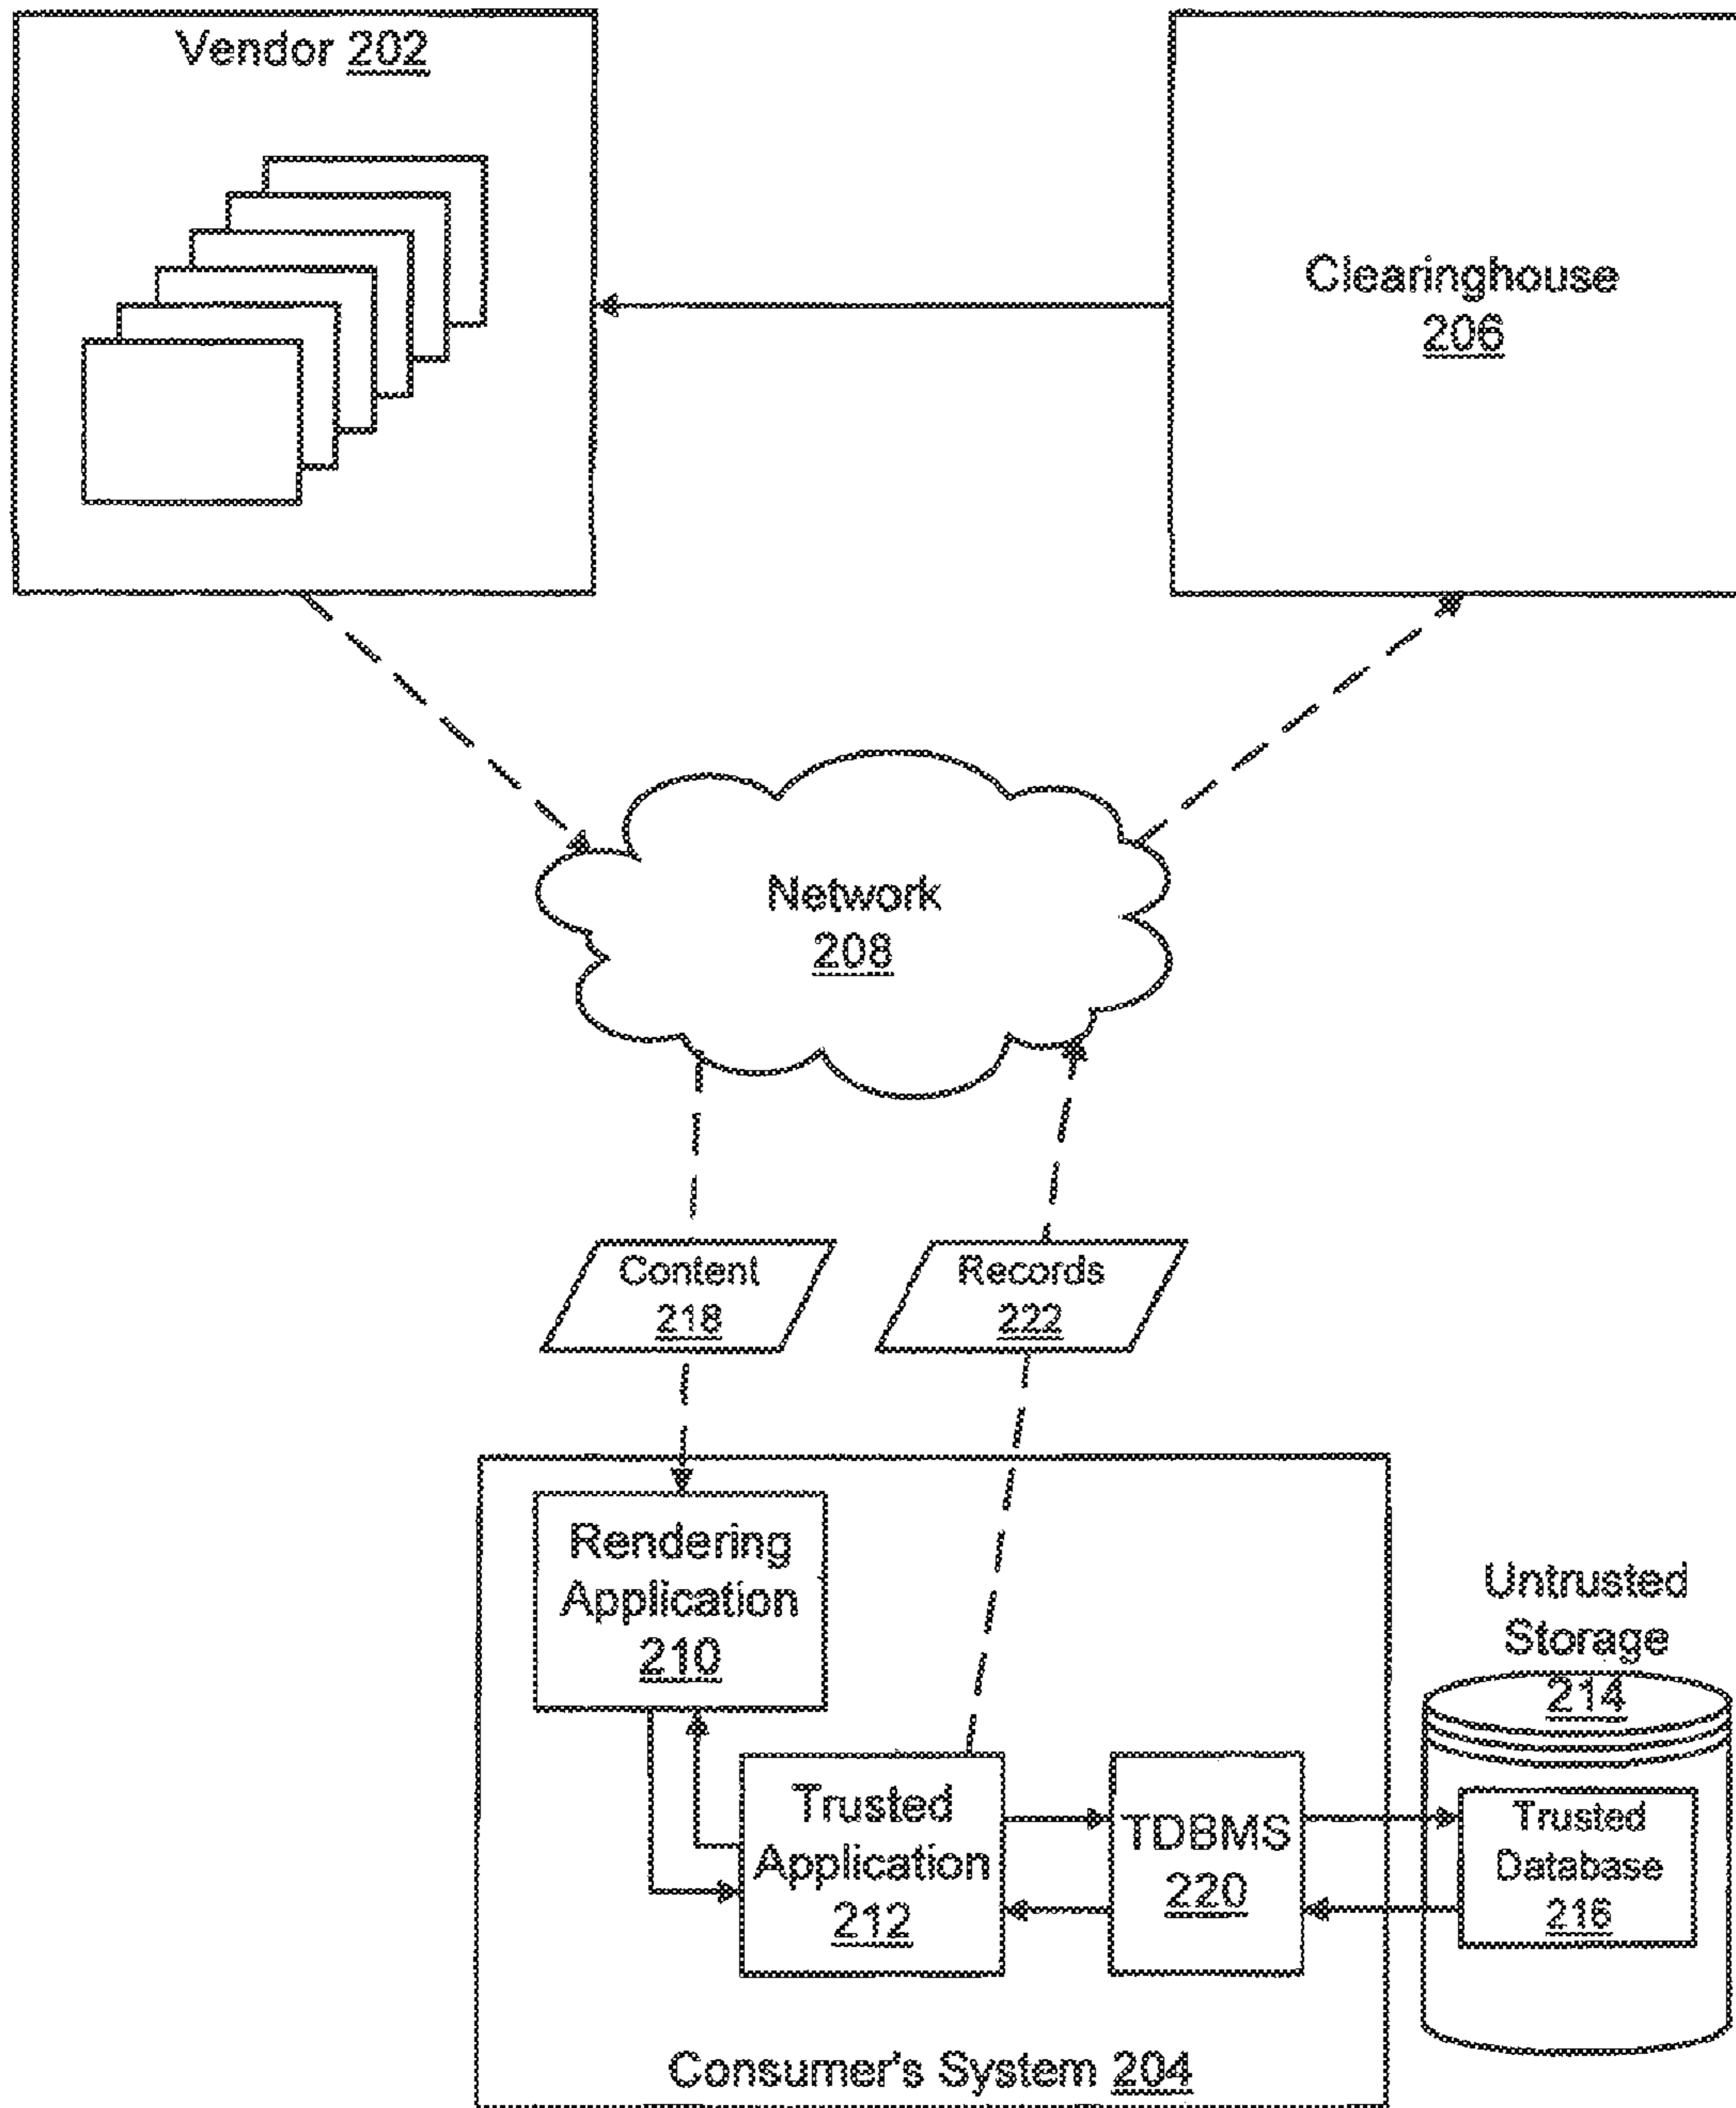 Vendor 202
Clearinghouse
206
Network
208
Content
218
Records
222
Rendering
Application
210
Untrusted
Storage
214
Trusted
Application
212
TDBMS
220
Trusted
Database
216
Consumer's System 204